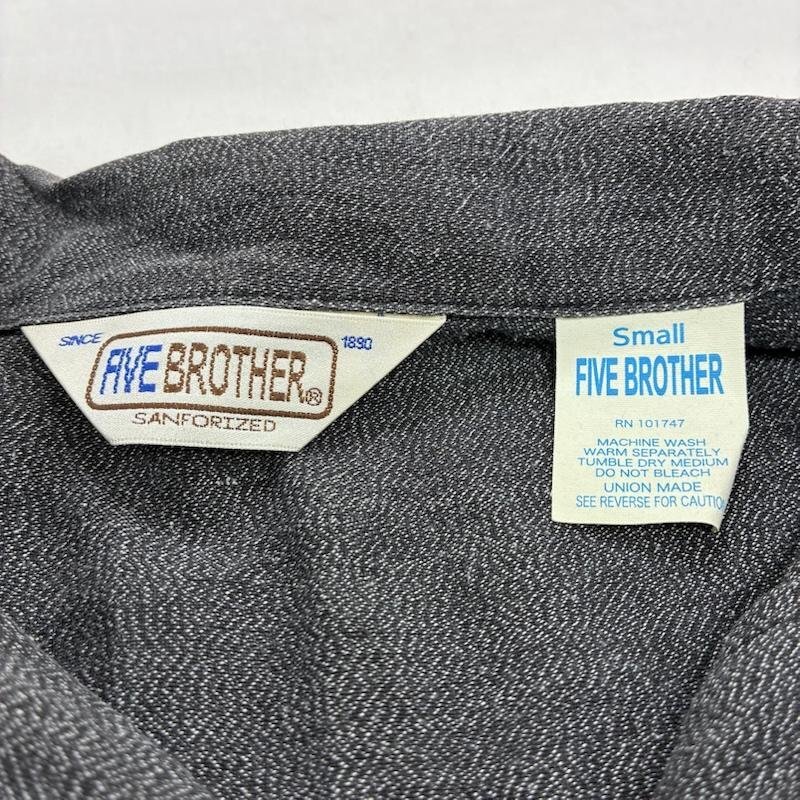 SINCE 1890
FIVE BROTHER®
SANFORIZED
Small
FIVE BROTHER
RN 101747
MACHINE WASH
WARM SEPARATELY
TUMBLE DRY MEDIUM
DO NOT BLEACH
UNION MADE
SEE REVERSE FOR CAUTIO